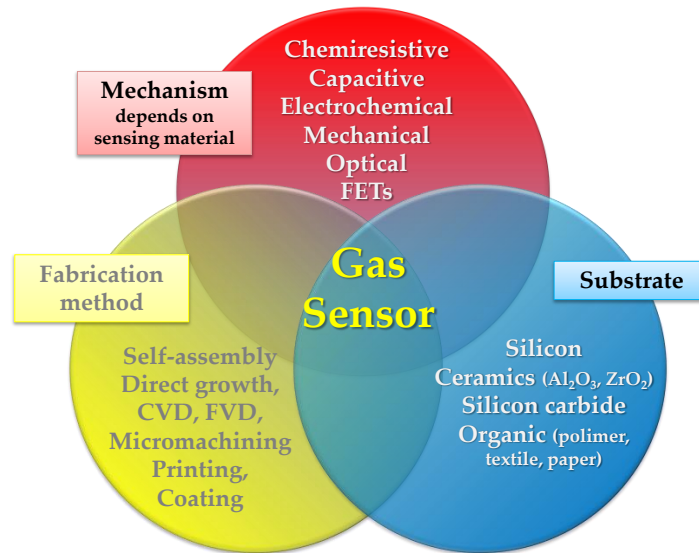 Chemiresistive
Capacitive
Electrochemical
Mechanical
Optical
FETs
Mechanism
depends on
sensing material
Gas
Sensor
Fabrication
method
Substrate
Self-assembly
Direct growth,
CVD, FVD,
Micromachining
Printing,
Coating
Silicon
Ceramics (Al₂O₃, ZrO₂)
Silicon carbide
Organic (polimer,
textile, paper)